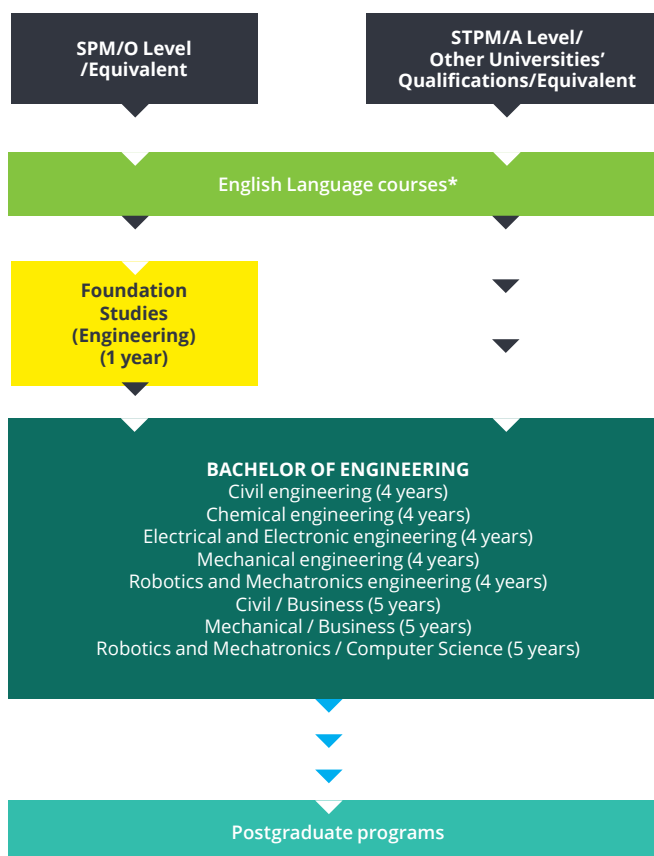 SPM/O Level
/Equivalent
STPM/A Level/
Other Universities’
Qualifications/Equivalent
English Language courses*
Foundation
Studies
(Engineering)
(1 year)
BACHELOR OF ENGINEERING
Civil engineering (4 years)
Chemical engineering (4 years)
Electrical and Electronic engineering (4 years)
Mechanical engineering (4 years)
Robotics and Mechatronics engineering (4 years)
Civil / Business (5 years)
Mechanical / Business (5 years)
Robotics and Mechatronics / Computer Science (5 years)
Postgraduate programs